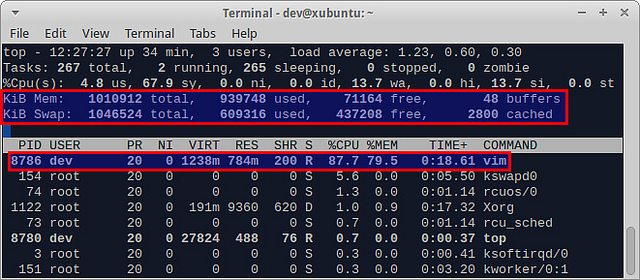 Terminal - dev@xubuntu: ~
File Edit View Terminal Tabs Help
top - 12:27:27 up 34 min, 3 users, load average: 1.23, 0.60, 0.30
Tasks: 267 total, 2 running, 265 sleeping, 0 stopped, 0 zombie
%Cpu(s): 4.8 us, 67.9 sy, 0.0 ni, 0.0 id, 13.7 wa, 0.0 hi, 13.7 si, 0.0 st
KiB Mem: 1010912 total, 939748 used, 71164 free, 48 buffers
KiB Swap: 1046524 total, 609316 used, 437208 free, 2800 cached
PID USER PR NI VIRT RES SHR S %CPU %MEM TIME+ COMMAND
8786 dev 20 0 1238m 784m 200 R 87.7 79.5 0:18.61 vim
154 root 20 0 0 0 0 S 5.6 0.0 0:05.50 kswapd0
74 root 20 0 0 0 0 S 1.3 0.0 0:01.14 rcuos/0
1122 root 20 0 191m 9360 620 D 1.0 0.9 0:17.32 Xorg
73 root 20 0 0 0 0 S 0.7 0.0 0:01.14 rcu_sched
8780 dev 20 0 27824 488 76 R 0.7 0.0 0:00.37 top
3 root 20 0 0 0 0 S 0.3 0.0 0:00.41 ksoftirqd/0
151 root 20 0 0 0 0 S 0.3 0.0 0:03.20 kworker/0:1